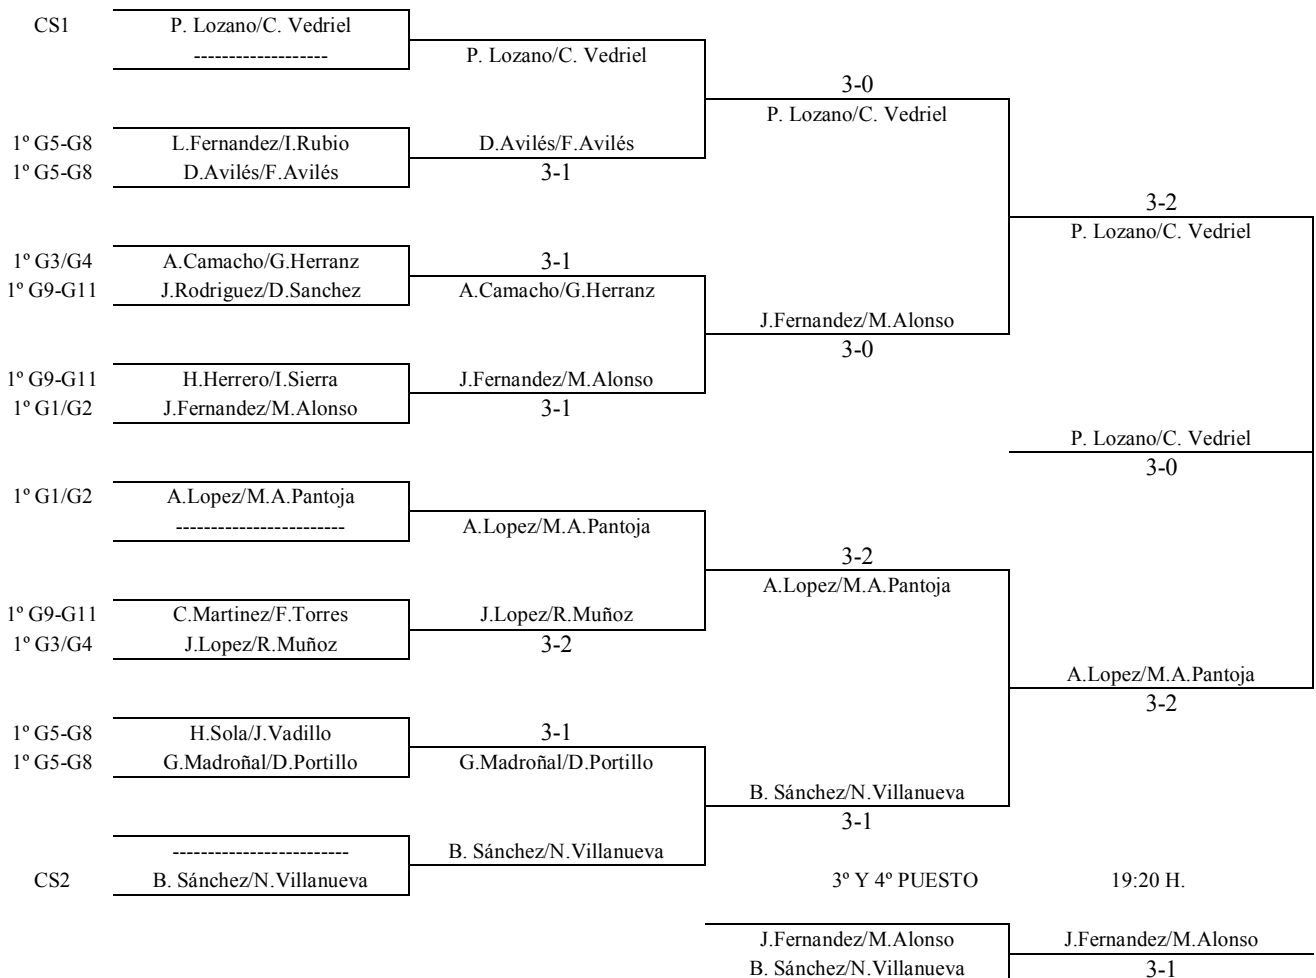 CS1 P. Lozano/C. Vedriel
------------------- P. Lozano/C. Vedriel
3-0
P. Lozano/C. Vedriel
1º G5-G8 L.Fernandez/I.Rubio D.Avilés/F.Avilés
1º G5-G8 D.Avilés/F.Avilés 3-1
3-2
P. Lozano/C. Vedriel
1º G3/G4 A.Camacho/G.Herranz 3-1
1º G9-G11 J.Rodriguez/D.Sanchez A.Camacho/G.Herranz
J.Fernandez/M.Alonso
3-0
1º G9-G11 H.Herrero/I.Sierra J.Fernandez/M.Alonso
1º G1/G2 J.Fernandez/M.Alonso 3-1
P. Lozano/C. Vedriel
3-0
1º G1/G2 A.Lopez/M.A.Pantoja
------------------------ A.Lopez/M.A.Pantoja
3-2
A.Lopez/M.A.Pantoja
1º G9-G11 C.Martinez/F.Torres J.Lopez/R.Muñoz
1º G3/G4 J.Lopez/R.Muñoz 3-2
A.Lopez/M.A.Pantoja
3-2
1º G5-G8 H.Sola/J.Vadillo 3-1
1º G5-G8 G.Madroñal/D.Portillo G.Madroñal/D.Portillo
B. Sánchez/N.Villanueva
3-1
------------------------- B. Sánchez/N.Villanueva
CS2 B. Sánchez/N.Villanueva 3º Y 4º PUESTO 19:20 H.
J.Fernandez/M.Alonso J.Fernandez/M.Alonso
B. Sánchez/N.Villanueva 3-1